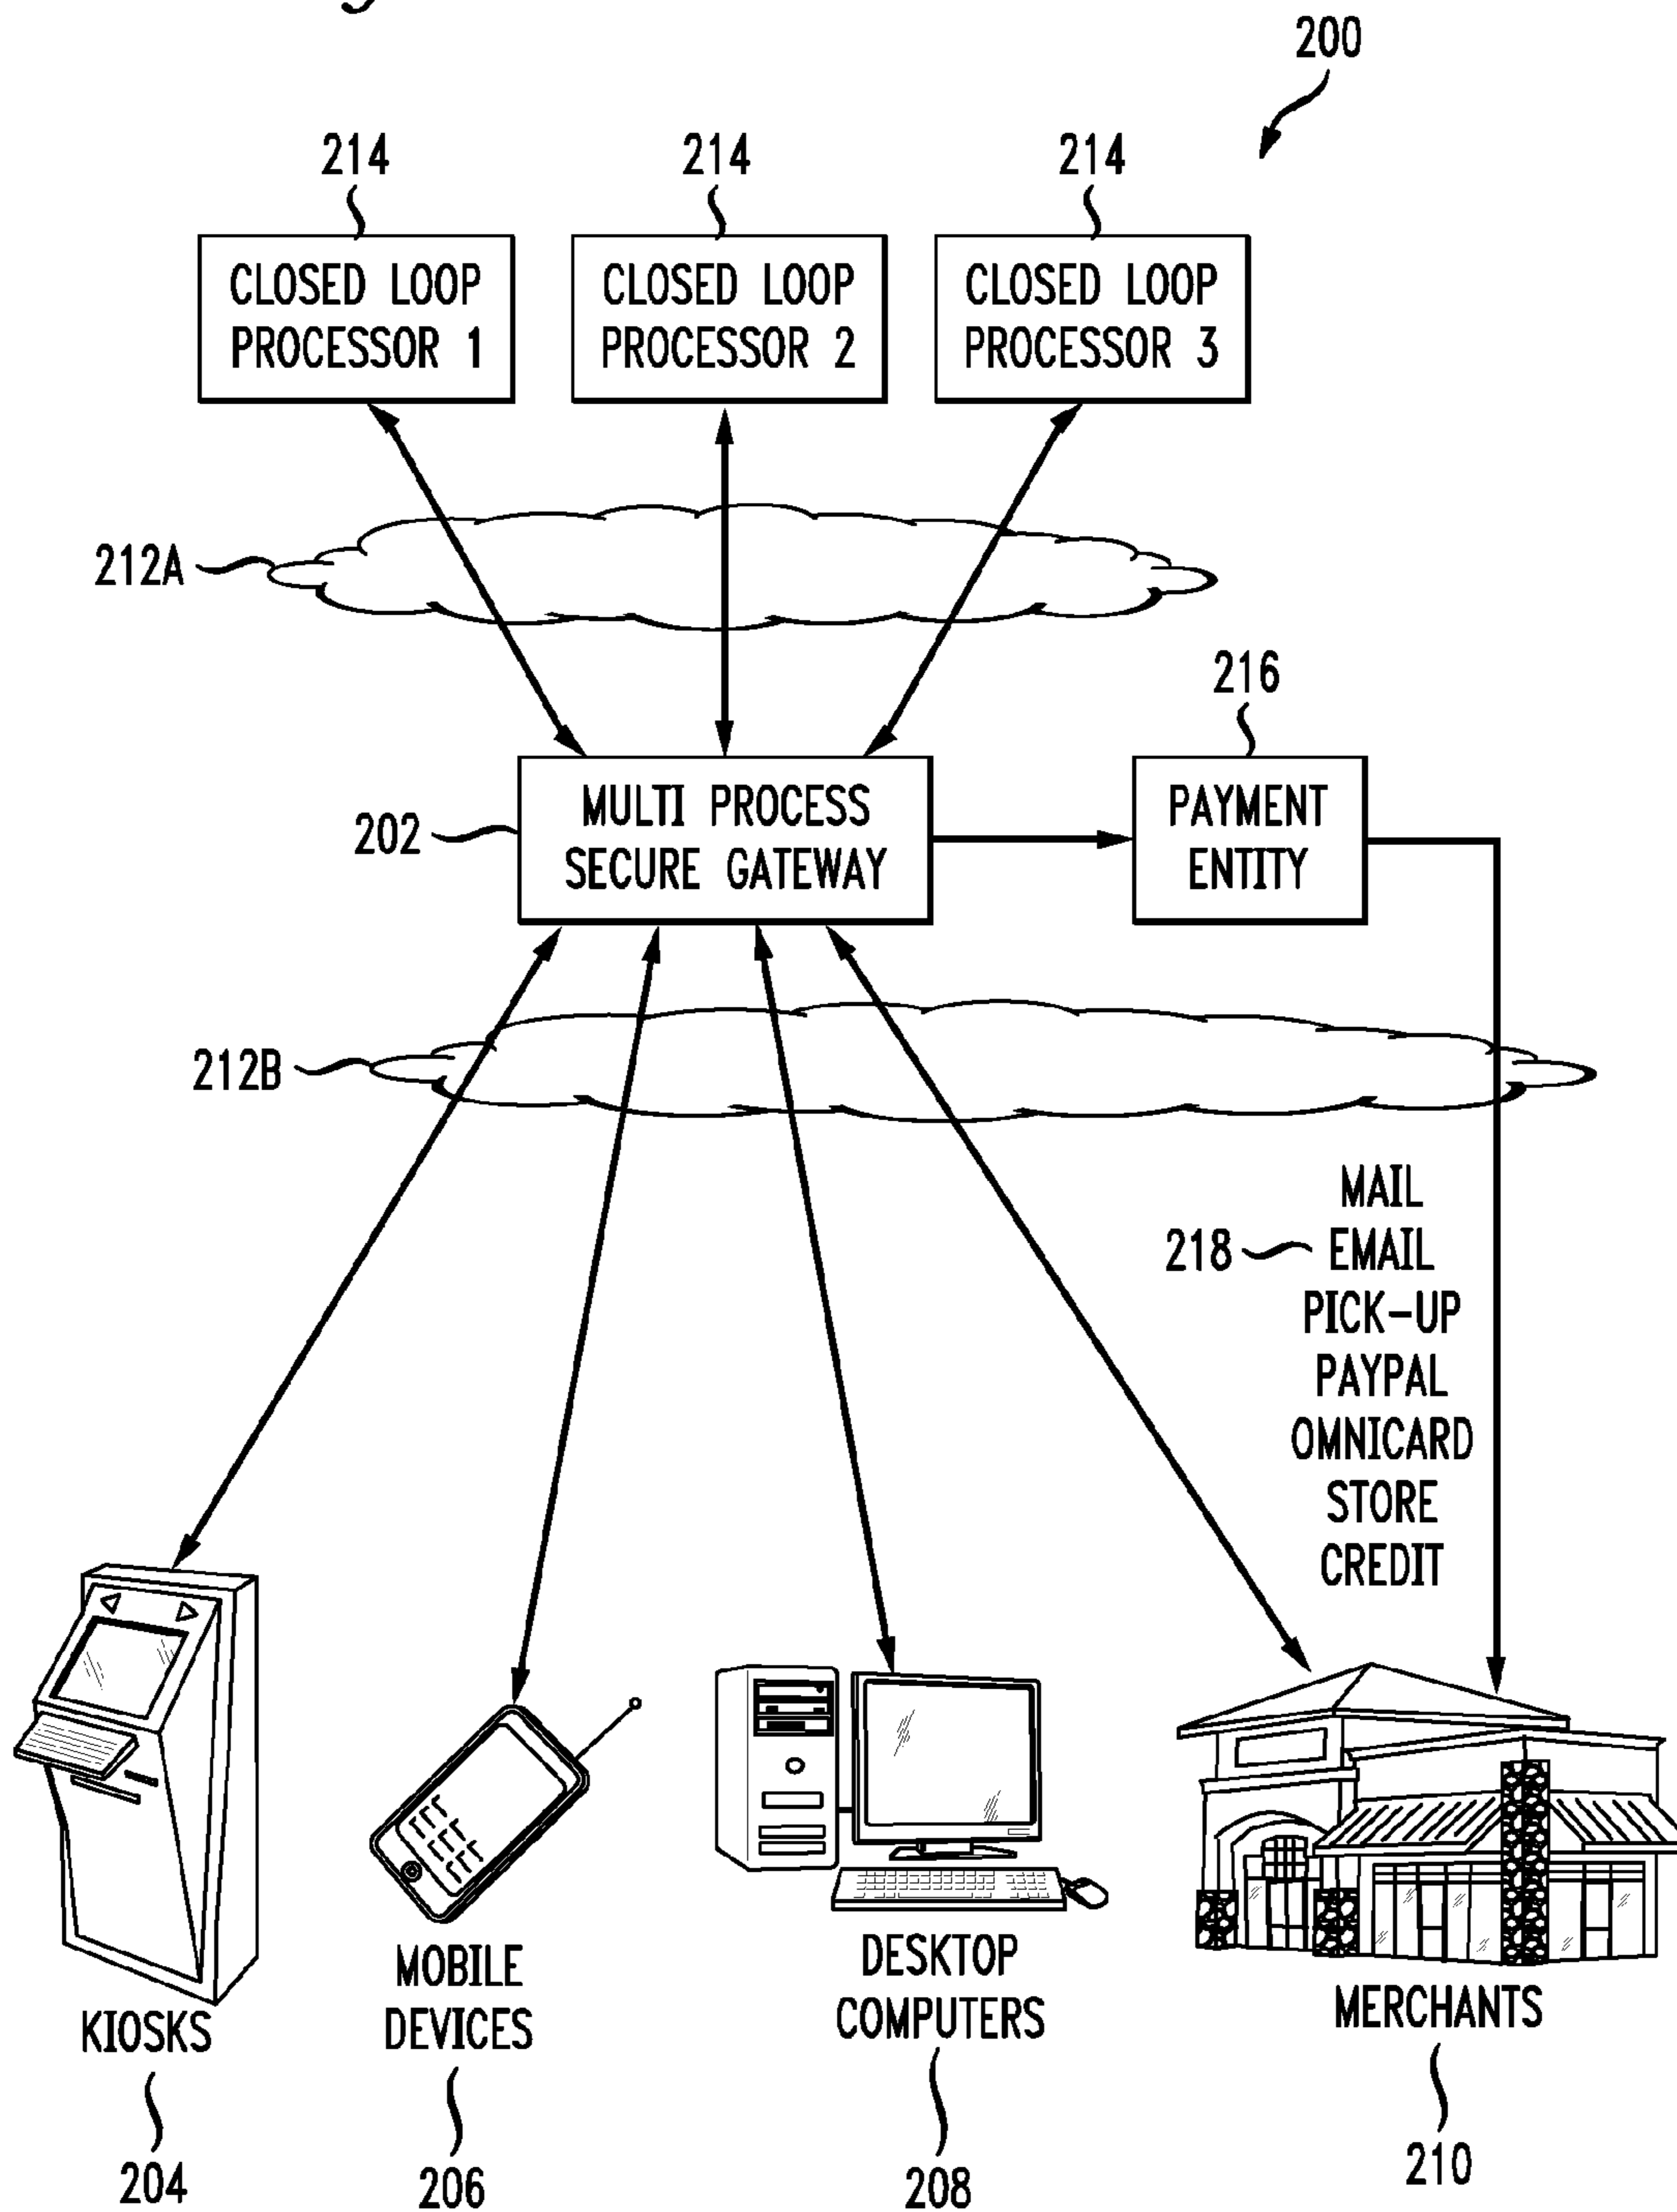 200
214
214
214
CLOSED LOOP
PROCESSOR 1
CLOSED LOOP
PROCESSOR 2
CLOSED LOOP
PROCESSOR 3
212A
216
202
MULTI PROCESS
SECURE GATEWAY
PAYMENT
ENTITY
212B
218
MAIL
EMAIL
PICK-UP
PAYPAL
OMNICARD
STORE
CREDIT
KIOSKS
204
MOBILE
DEVICES
206
DESKTOP
COMPUTERS
208
MERCHANTS
210